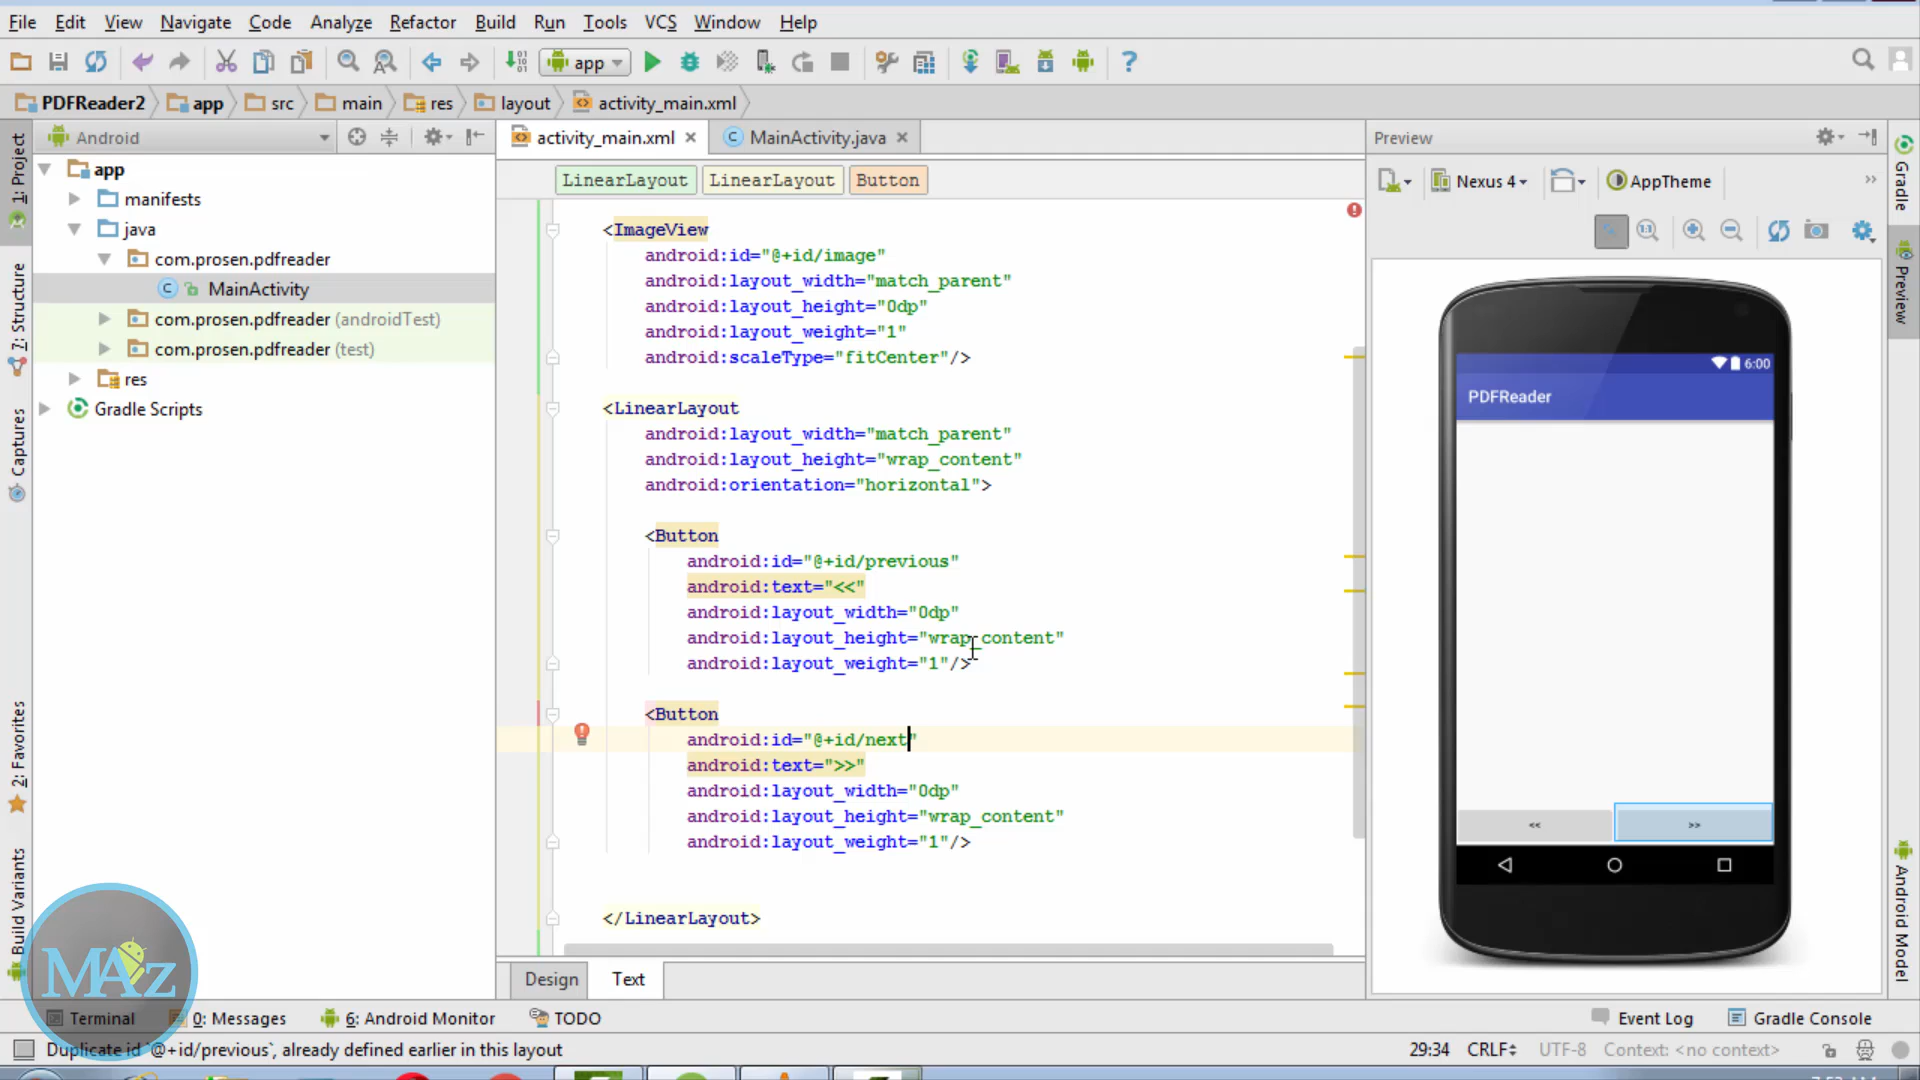 File Edit View Navigate Code Analyze Refactor Build Run Tools VCS Window Help
app
PDFReader2 app src main res layout activity_main.xml
Android
activity_main.xml MainActivity.java
Preview
LinearLayout LinearLayout Button
Nexus 4 AppTheme
1: Project
7: Structure
Captures
2: Favorites
Build Variants
app
manifests
java
com.prosen.pdfreader
MainActivity
com.prosen.pdfreader (androidTest)
com.prosen.pdfreader (test)
res
Gradle Scripts
<ImageView
android:id="@+id/image"
android:layout_width="match_parent"
android:layout_height="0dp"
android:layout_weight="1"
android:scaleType="fitCenter"/>
<LinearLayout
android:layout_width="match_parent"
android:layout_height="wrap_content"
android:orientation="horizontal">
<Button
android:id="@+id/previous"
android:text="<<"
android:layout_width="0dp"
android:layout_height="wrap_content"
android:layout_weight="1"/>
<Button
android:id="@+id/next"
android:text=">>"
android:layout_width="0dp"
android:layout_height="wrap_content"
android:layout_weight="1"/>
</LinearLayout>
6:00
PDFReader
<< >>
Gradle
Preview
Android Model
Design Text
MAz
Terminal 0: Messages 6: Android Monitor TODO
Event Log Gradle Console
Duplicate id `@+id/previous`, already defined earlier in this layout
29:34 CRLF UTF-8 Context: <no context>